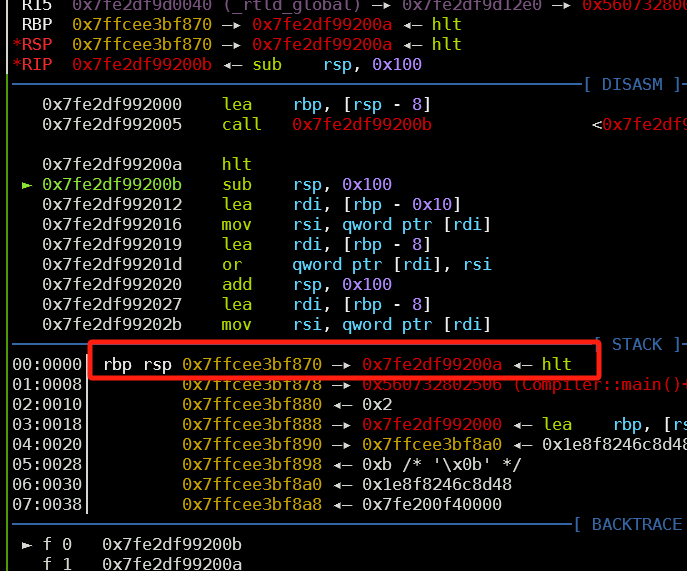 R15  0x7fe2df9d0040 (_rtld_global) —▸ 0x7fe2df9d12e0 —▸ 0x560732800
RBP  0x7ffcee3bf870 —▸ 0x7fe2df99200a ◂— hlt
*RSP  0x7ffcee3bf870 —▸ 0x7fe2df99200a ◂— hlt
*RIP  0x7fe2df99200b ◂— sub    rsp, 0x100
[ DISASM ]
0x7fe2df992000    lea    rbp, [rsp - 8]
0x7fe2df992005    call   0x7fe2df99200b                <0x7fe2df9
0x7fe2df99200a    hlt
► 0x7fe2df99200b    sub    rsp, 0x100
0x7fe2df992012    lea    rdi, [rbp - 0x10]
0x7fe2df992016    mov    rsi, qword ptr [rdi]
0x7fe2df992019    lea    rdi, [rbp - 8]
0x7fe2df99201d    or     qword ptr [rdi], rsi
0x7fe2df992020    add    rsp, 0x100
0x7fe2df992027    lea    rdi, [rbp - 8]
0x7fe2df99202b    mov    rsi, qword ptr [rdi]
[ STACK ]
00:0000│ rbp rsp 0x7ffcee3bf870 —▸ 0x7fe2df99200a ◂— hlt
01:0008│         0x7ffcee3bf878 —▸ 0x560732802506 (Compiler::main()+
02:0010│         0x7ffcee3bf880 ◂— 0x2
03:0018│         0x7ffcee3bf888 —▸ 0x7fe2df992000 ◂— lea    rbp, [rs
04:0020│         0x7ffcee3bf890 —▸ 0x7ffcee3bf8a0 ◂— 0x1e8f8246c8d48
05:0028│         0x7ffcee3bf898 ◂— 0xb /* '\x0b' */
06:0030│         0x7ffcee3bf8a0 ◂— 0x1e8f8246c8d48
07:0038│         0x7ffcee3bf8a8 ◂— 0x7fe200f40000
[ BACKTRACE
► f 0   0x7fe2df99200b
f 1   0x7fe2df99200a